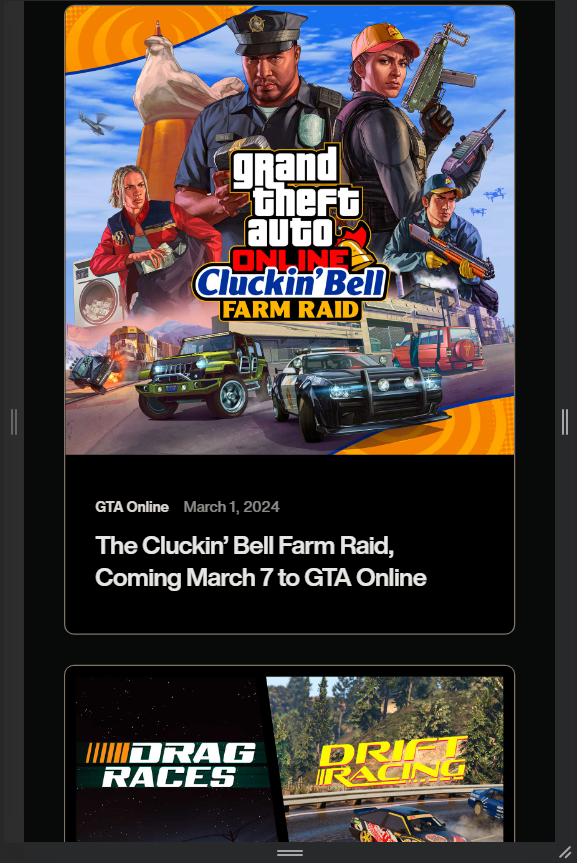 grand
theft
auto
ONLINE
Cluckin' Bell
FARM RAID
GTA Online March 1, 2024
The Cluckin’ Bell Farm Raid,
Coming March 7 to GTA Online
DRAG
RACES
DRIFT
RACING